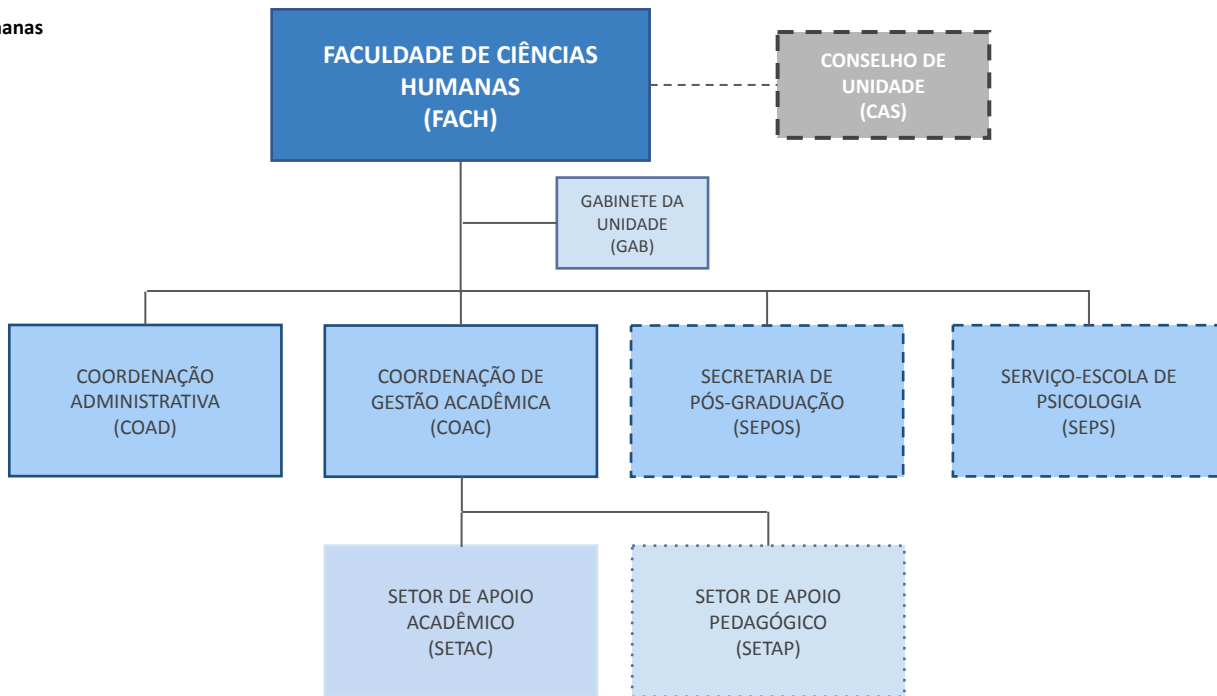 FACULDADE DE CIÊNCIAS
HUMANAS
(FACH)
CONSELHO DE
UNIDADE
(CAS)
GABINETE DA
UNIDADE
(GAB)
COORDENAÇÃO
ADMINISTRATIVA
(COAD)
COORDENAÇÃO DE
GESTÃO ACADÊMICA
(COAC)
SECRETARIA DE
PÓS-GRADUAÇÃO
(SEPOS)
SERVIÇO-ESCOLA DE
PSICOLOGIA
(SEPS)
SETOR DE APOIO
ACADÊMICO
(SETAC)
SETOR DE APOIO
PEDAGÓGICO
(SETAP)